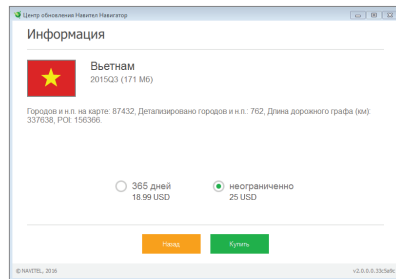 Центр обновления Навител Навигатор
Информация
Вьетнам
2015Q3 (171 Мб)
Городов и н.п. на карте: 87432, Детализировано городов и н.п.: 762, Длина дорожного графа (км):
337638, POI: 156366.
365 дней
18.99 USD
неограниченно
25 USD
Назад
Купить
© NAVITEL, 2016